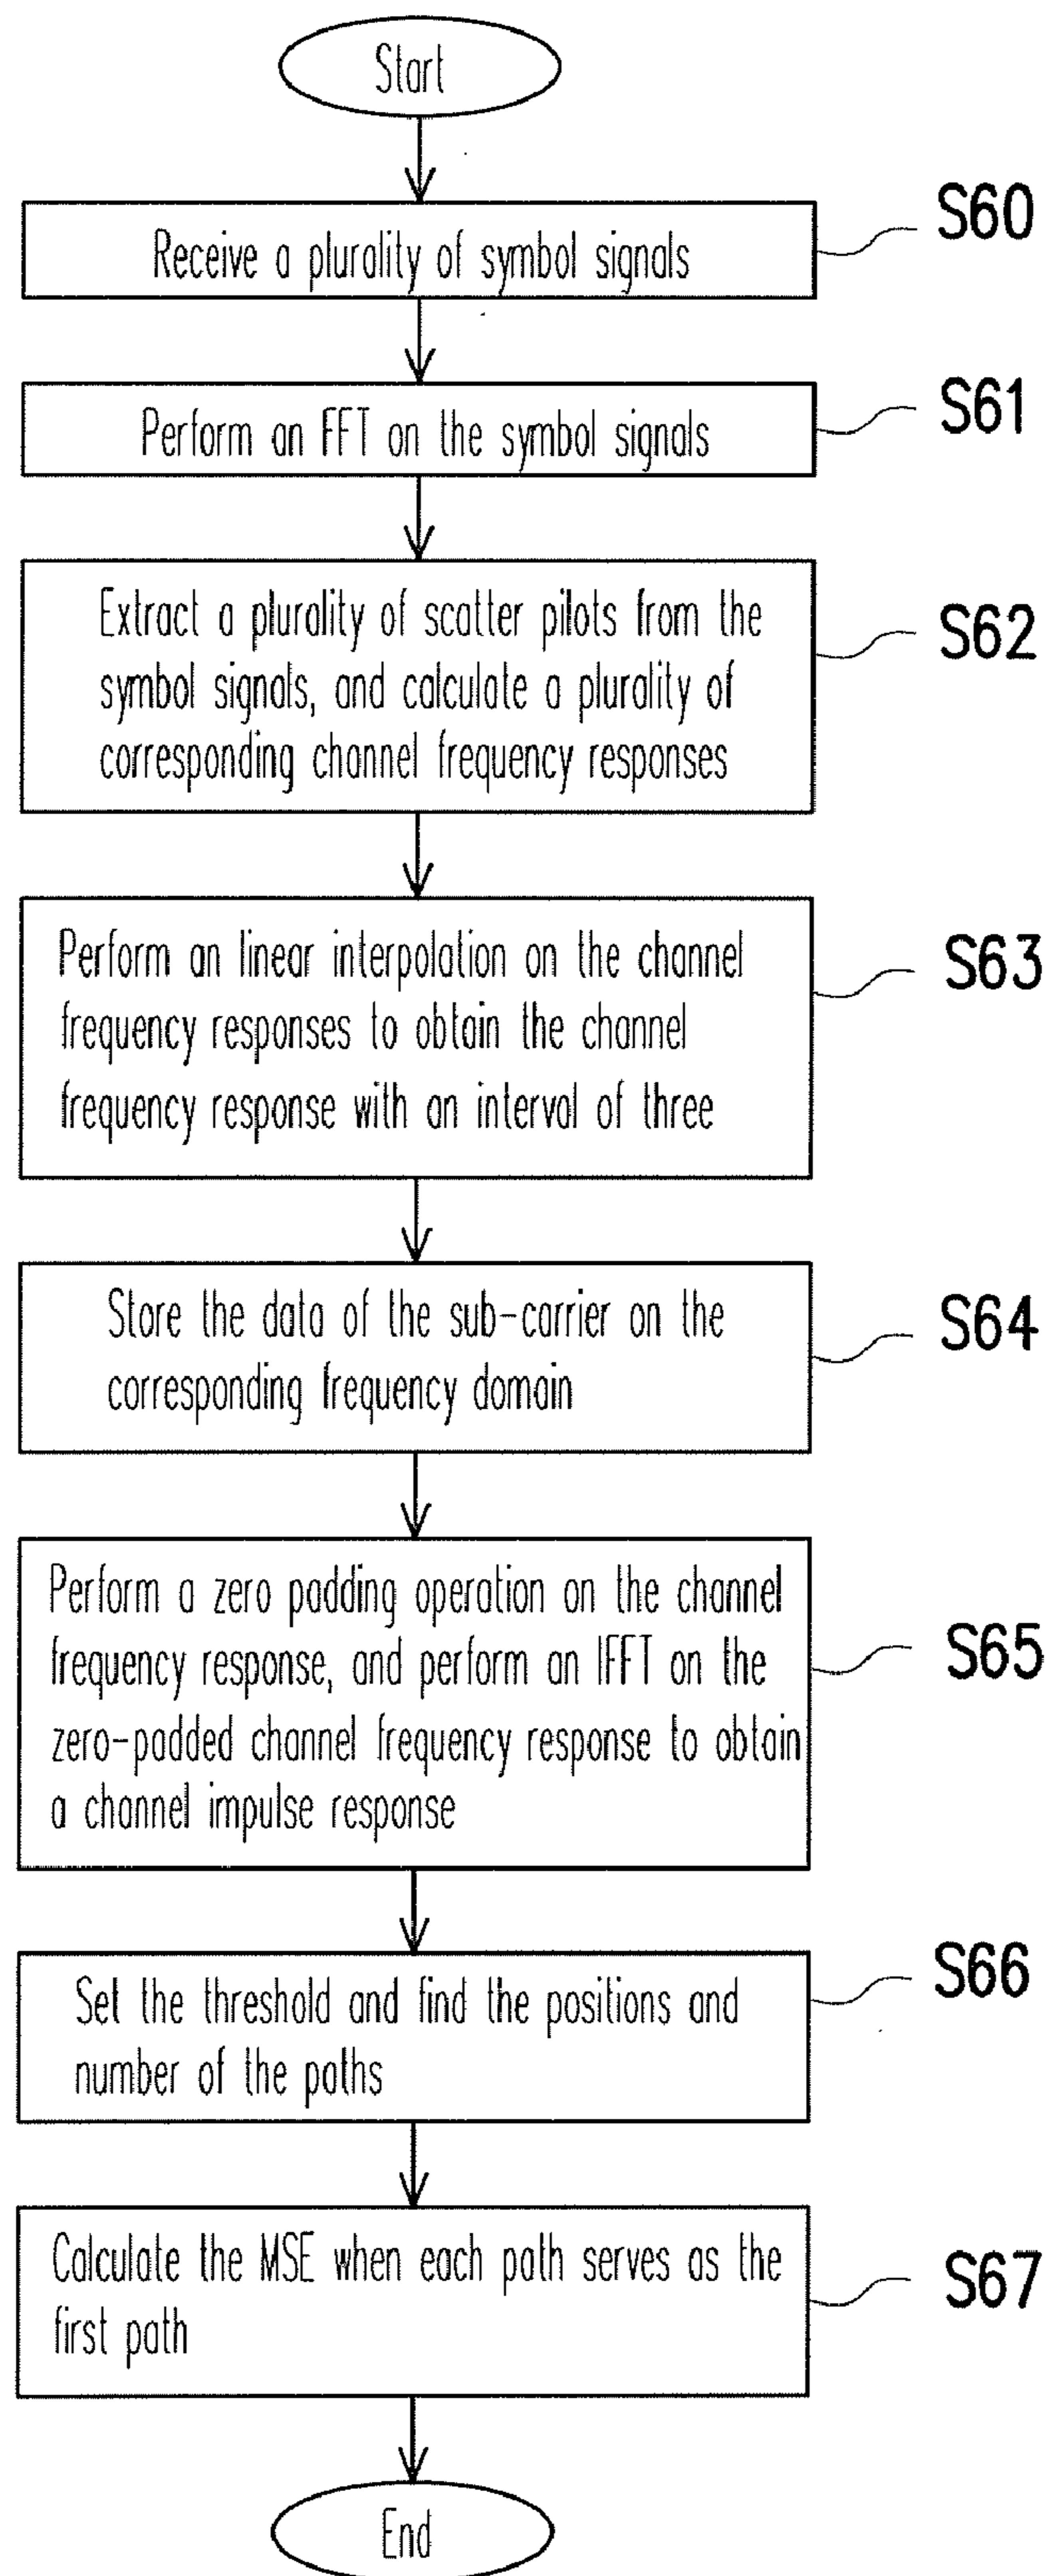 Start
Receive a plurality of symbol signals
S60
Perform an FFT on the symbol signals
S61
Extract a plurality of scatter pilots from the
symbol signals, and calculate a plurality of
corresponding channel frequency responses
S62
Perform an linear interpolation on the channel
frequency responses to obtain the channel
frequency response with an interval of three
S63
Store the data of the sub-carrier on the
corresponding frequency domain
S64
Perform a zero padding operation on the channel
frequency response, and perform an IFFT on the
zero-padded channel frequency response to obtain
a channel impulse response
S65
Set the threshold and find the positions and
number of the paths
S66
Calculate the MSE when each path serves as the
first path
S67
End